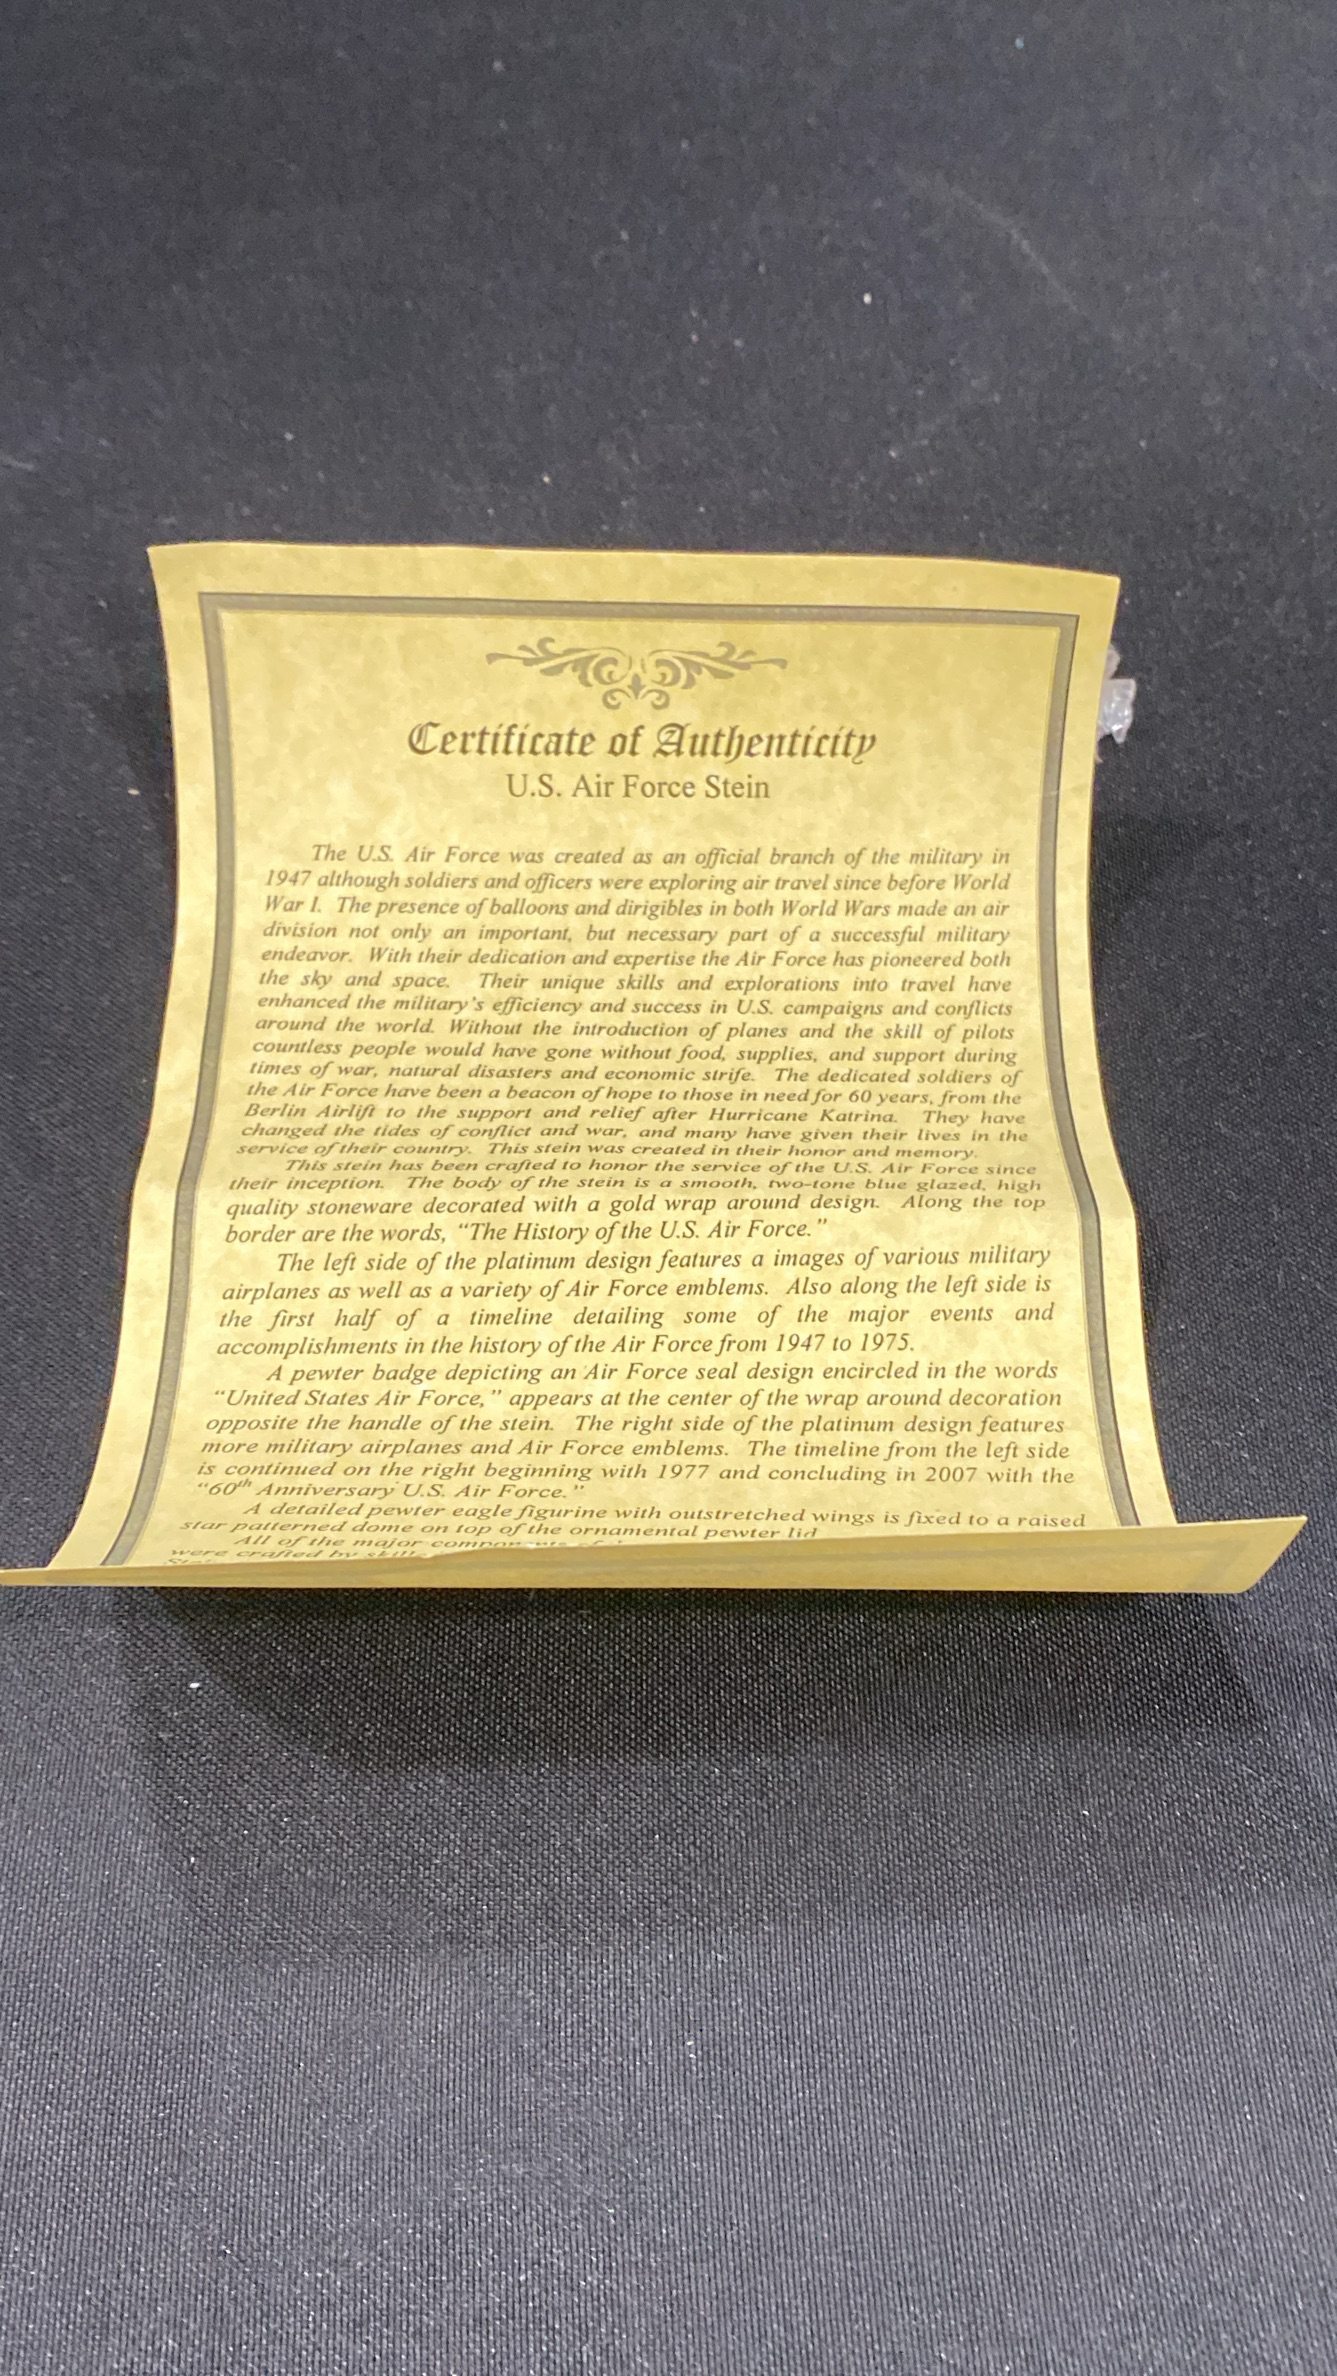 Certificate of Authenticity
U.S. Air Force Stein
The U.S. Air Force was created as an official branch of the military in
1947 although soldiers and officers were exploring air travel since before World
War I. The presence of balloons and dirigibles in both World Wars made an air
division not only an important, but necessary part of a successful military
endeavor. With their dedication and expertise the Air Force has pioneered both
the sky and space. Their unique skills and explorations into travel have
enhanced the military's efficiency and success in U.S. campaigns and conflicts
around the world. Without the introduction of planes and the skill of pilots
countless people would have gone without food, supplies, and support during
times of war, natural disasters and economic strife. The dedicated soldiers of
the Air Force have been a beacon of hope to those in need for 60 years, from the
Berlin Airlift to the support and relief after Hurricane Katrina. They have
changed the tides of conflict and war, and many have given their lives in the
service of their country. This stein was created in their honor and memory.
This stein has been crafted to honor the service of the U.S. Air Force since
their inception. The body of the stein is a smooth, two-tone blue glazed, high
quality stoneware decorated with a gold wrap around design. Along the top
border are the words, "The History of the U.S. Air Force."
The left side of the platinum design features a images of various military
airplanes as well as a variety of Air Force emblems. Also along the left side is
the first half of a timeline detailing some of the major events and
accomplishments in the history of the Air Force from 1947 to 1975.
A pewter badge depicting an Air Force seal design encircled in the words
"United States Air Force," appears at the center of the wrap around decoration
opposite the handle of the stein. The right side of the platinum design features
more military airplanes and Air Force emblems. The timeline from the left side
is continued on the right beginning with 1977 and concluding in 2007 with the
"60th Anniversary U.S. Air Force."
A detailed pewter eagle figurine with outstretched wings is fixed to a raised
star patterned dome on top of the ornamental pewter lid
All of the major
were crafted by